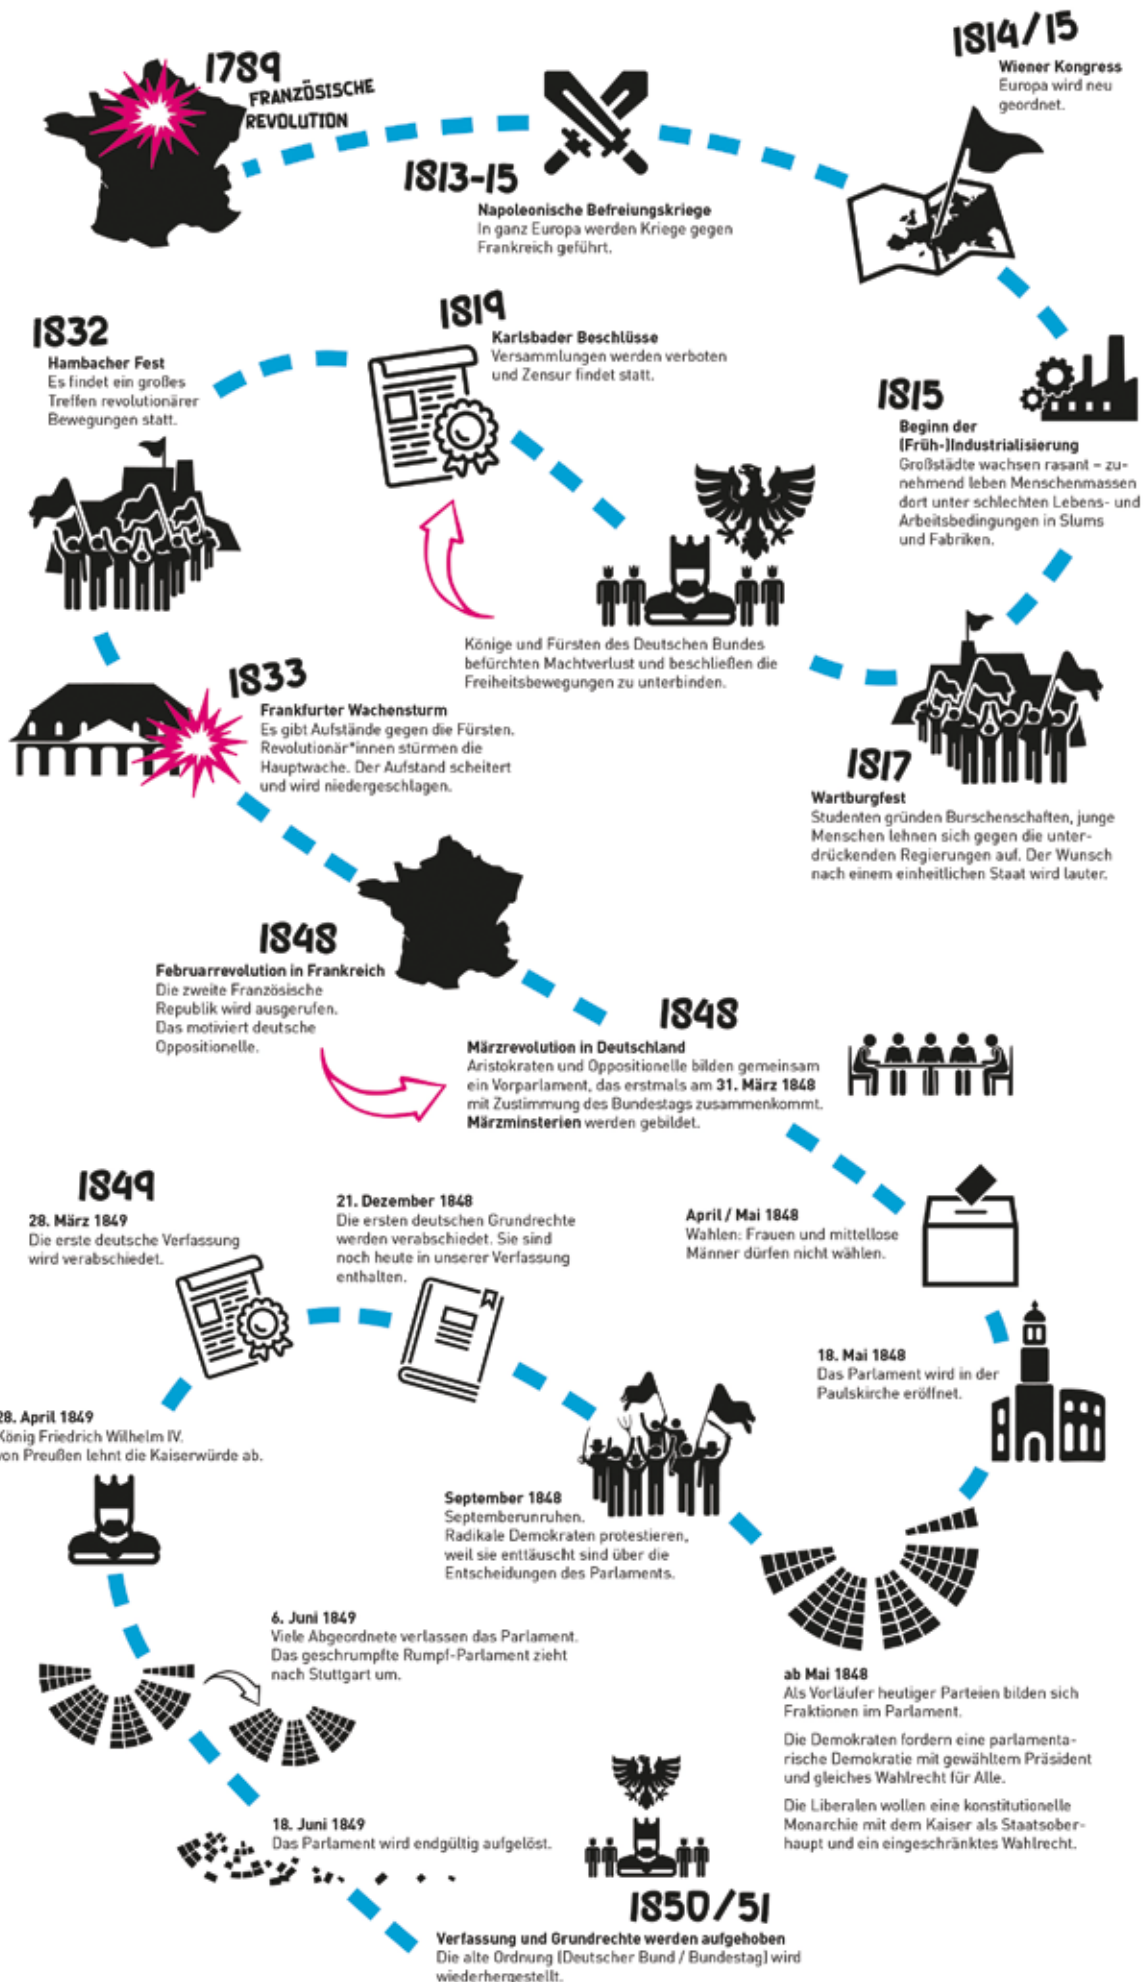 1789
FRANZÖSISCHE
REVOLUTION
1813-15
Napoleonische Befreiungskriege
In ganz Europa werden Kriege gegen
Frankreich geführt.
1814/15
Wiener Kongress
Europa wird neu
geordnet.
1815
Beginn der
(Früh-)Industrialisierung
Großstädte wachsen rasant – zu-
nehmend leben Menschenmassen
dort unter schlechten Lebens- und
Arbeitsbedingungen in Slums
und Fabriken.
1817
Wartburgfest
Studenten gründen Burschenschaften, junge
Menschen lehnen sich gegen die unter-
drückenden Regierungen auf. Der Wunsch
nach einem einheitlichen Staat wird lauter.
Könige und Fürsten des Deutschen Bundes
befürchten Machtverlust und beschließen die
Freiheitsbewegungen zu unterbinden.
1819
Karlsbader Beschlüsse
Versammlungen werden verboten
und Zensur findet statt.
1832
Hambacher Fest
Es findet ein großes
Treffen revolutionärer
Bewegungen statt.
1833
Frankfurter Wachensturm
Es gibt Aufstände gegen die Fürsten.
Revolutionär*innen stürmen die
Hauptwache. Der Aufstand scheitert
und wird niedergeschlagen.
1848
Februarrevolution in Frankreich
Die zweite Französische
Republik wird ausgerufen.
Das motiviert deutsche
Oppositionelle.
1848
Märzrevolution in Deutschland
Aristokraten und Oppositionelle bilden gemeinsam
ein Vorparlament, das erstmals am 31. März 1848
mit Zustimmung des Bundestags zusammenkommt.
Märzminsterien werden gebildet.
April / Mai 1848
Wahlen: Frauen und mittellose
Männer dürfen nicht wählen.
18. Mai 1848
Das Parlament wird in der
Paulskirche eröffnet.
ab Mai 1848
Als Vorläufer heutiger Parteien bilden sich
Fraktionen im Parlament.
Die Demokraten fordern eine parlamenta-
rische Demokratie mit gewähltem Präsident
und gleiches Wahlrecht für Alle.
Die Liberalen wollen eine konstitutionelle
Monarchie mit dem Kaiser als Staatsober-
haupt und ein eingeschränktes Wahlrecht.
September 1848
Septemberunruhen.
Radikale Demokraten protestieren,
weil sie enttäuscht sind über die
Entscheidungen des Parlaments.
21. Dezember 1848
Die ersten deutschen Grundrechte
werden verabschiedet. Sie sind
noch heute in unserer Verfassung
enthalten.
1849
28. März 1849
Die erste deutsche Verfassung
wird verabschiedet.
28. April 1849
König Friedrich Wilhelm IV.
von Preußen lehnt die Kaiserwürde ab.
6. Juni 1849
Viele Abgeordnete verlassen das Parlament.
Das geschrumpfte Rumpf-Parlament zieht
nach Stuttgart um.
18. Juni 1849
Das Parlament wird endgültig aufgelöst.
1850/51
Verfassung und Grundrechte werden aufgehoben
Die alte Ordnung (Deutscher Bund / Bundestag) wird
wiederhergestellt.